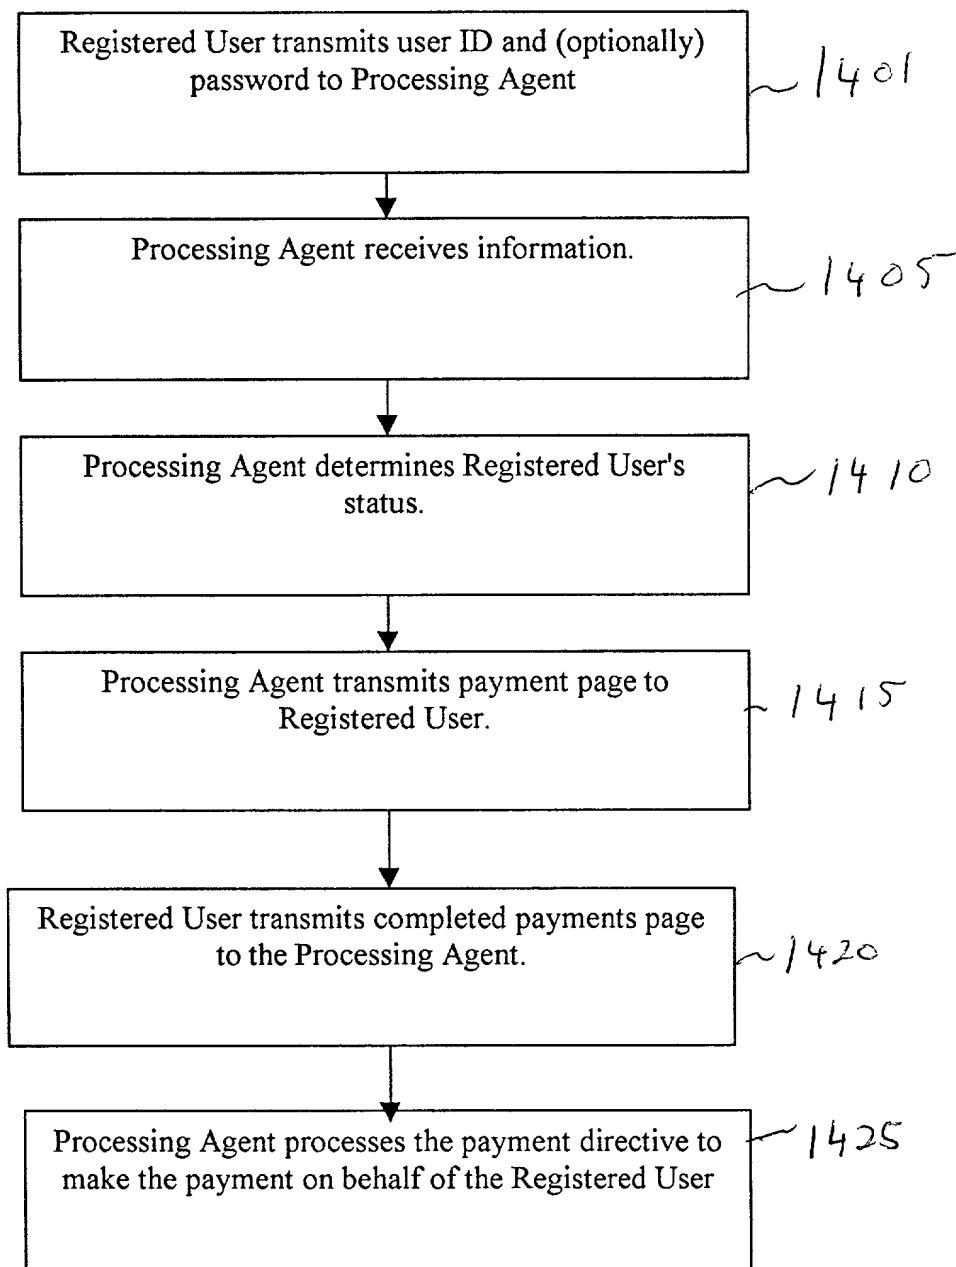 Registered User transmits user ID and (optionally)
password to Processing Agent
1401
Processing Agent receives information.
1405
Processing Agent determines Registered User's
status.
1410
Processing Agent transmits payment page to
Registered User.
1415
Registered User transmits completed payments page
to the Processing Agent.
1420
Processing Agent processes the payment directive to
make the payment on behalf of the Registered User
1425